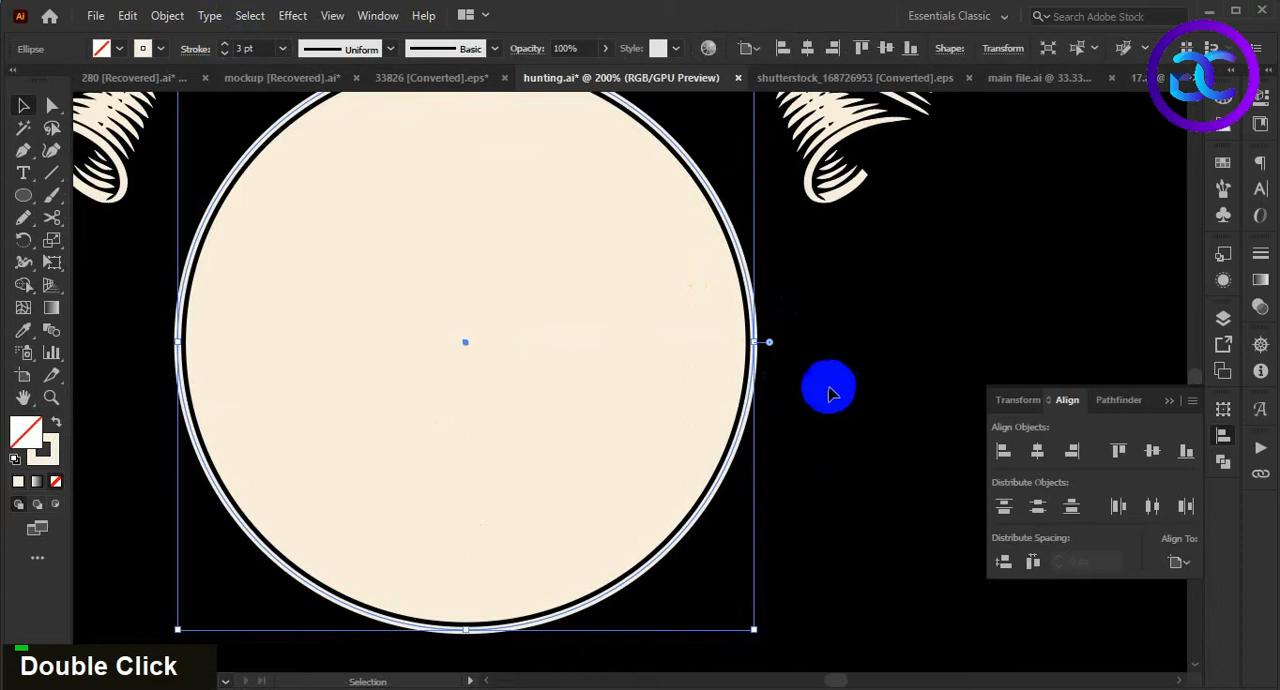 Ai File Edit Object Type Select Effect View Window Help Essentials Classic Search Adobe Stock
Ellipse Stroke: 3 pt Uniform Basic Opacity: 100% Style: Shape: Transform
280 [Recovered].ai* ... × mockup [Recovered].ai* × 33826 [Converted].eps* × hunting.ai* @ 200% (RGB/GPU Preview) × shutterstock_168726953 [Converted].eps × main file.ai @ 33.33... × 17.a
Transform Align Pathfinder
Align Objects:
Distribute Objects:
Distribute Spacing: Align To:
Double Click
Selection